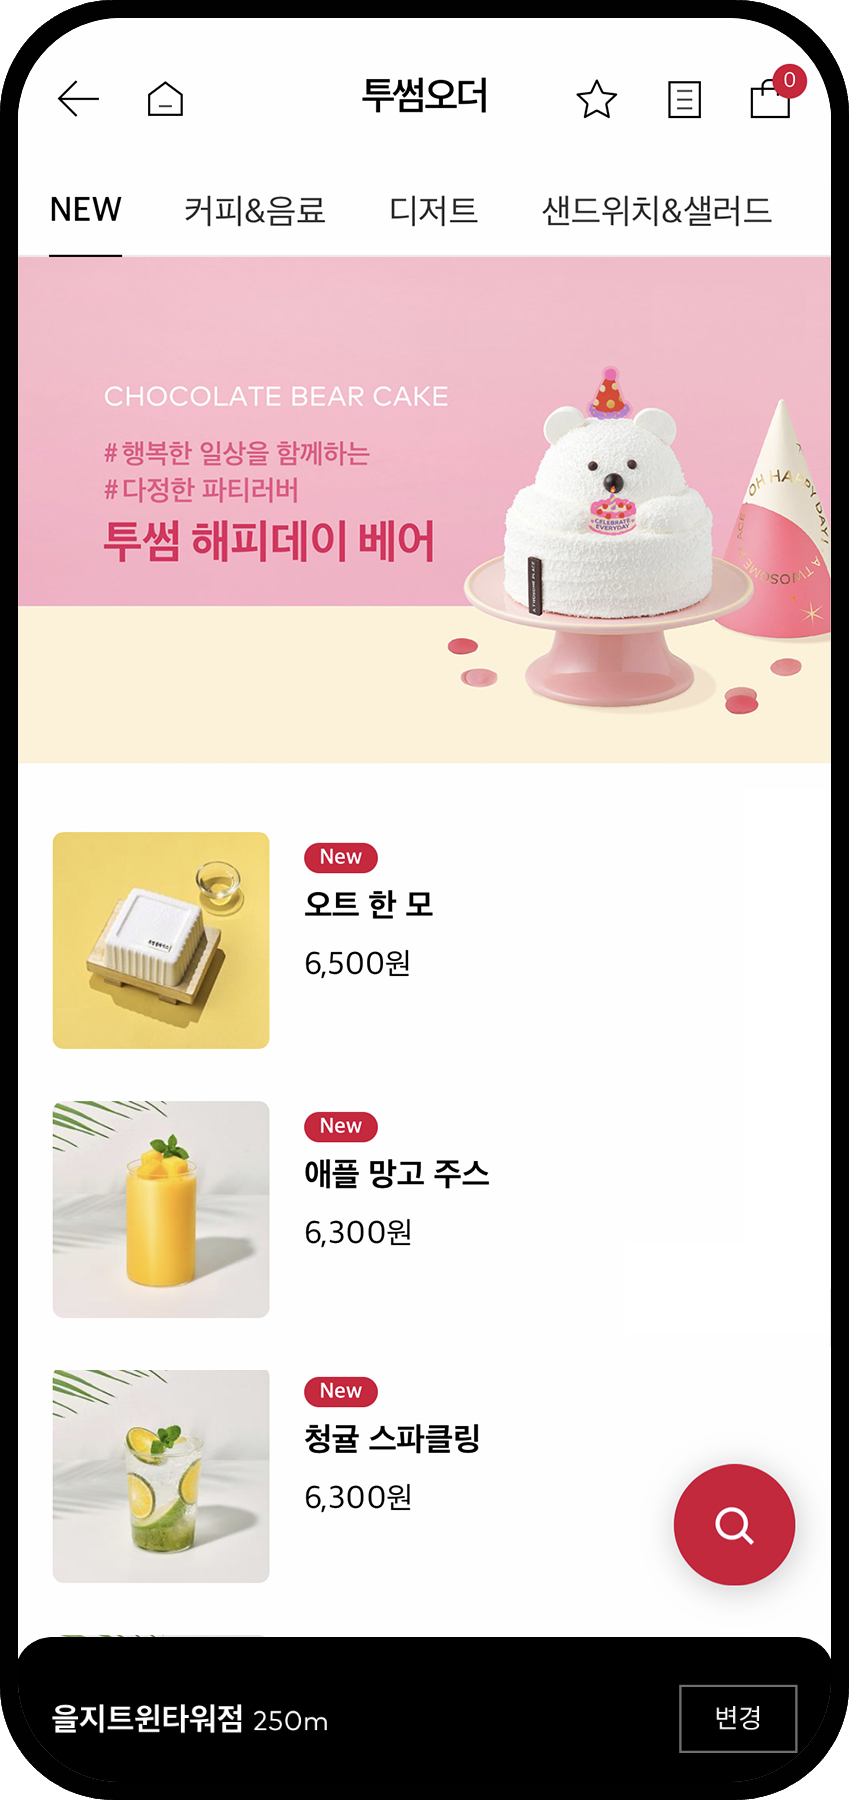 투썸오더
0
NEW 커피&음료 디저트 샌드위치&샐러드
CHOCOLATE BEAR CAKE
#행복한 일상을 함께하는
#다정한 파티러버
투썸 해피데이 베어
CELEBRATE
EVERYDAY
A TWOSOME PLACE
OH HAPPY DAY!
New
오트 한 모
6,500원
New
애플 망고 주스
6,300원
New
청귤 스파클링
6,300원
을지트윈타워점 250m
변경